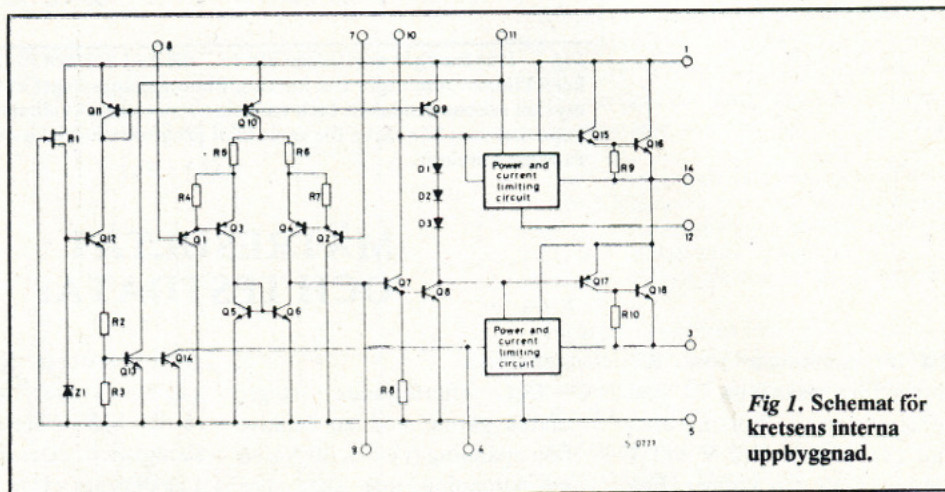 8
7
10
11
1
Q11
Q10
Q9
R1
Q15
Q16
R5
R6
R9
D1
Power and
current
limiting
circuit
14
R4
R7
D2
Q12
Q1
Q3
Q4
Q2
D3
12
Q7
Q8
Q17
Q18
Q5
Q6
R2
Power and
current
limiting
circuit
R10
Q13
Q14
3
Z1
R3
R8
5
9
4
Fig 1. Schemat för
kretsens interna
uppbyggnad.